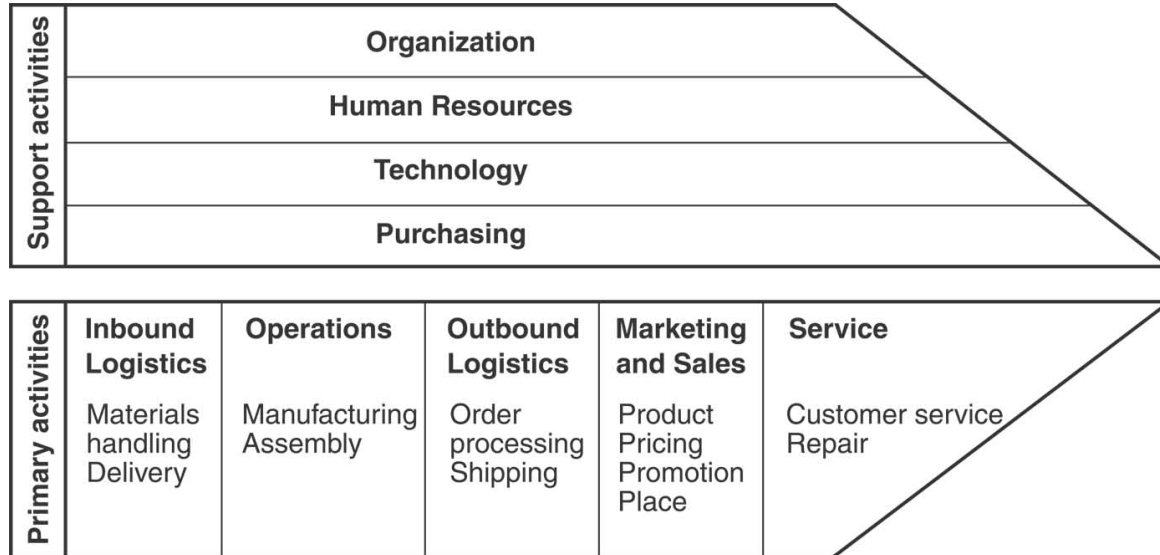 Support activities
Organization
Human Resources
Technology
Purchasing
Primary activities
Inbound
Logistics
Materials
handling
Delivery
Operations
Manufacturing
Assembly
Outbound
Logistics
Order
processing
Shipping
Marketing
and Sales
Product
Pricing
Promotion
Place
Service
Customer service
Repair